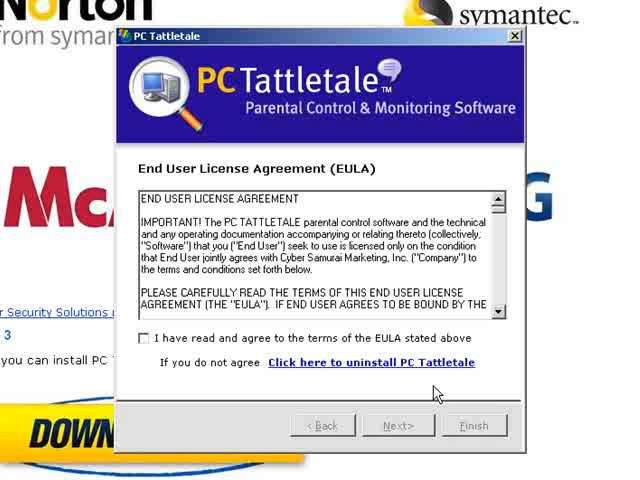 Norton
from symar
symantec
PC Tattletale
PC Tattletale TM
Parental Control & Monitoring Software
McA
G
End User License Agreement (EULA)
END USER LICENSE AGREEMENT
IMPORTANT! The PC TATTLETALE parental control software and the technical
and any operating documentation accompanying or relating thereto (collectively,
"Software") that you ("End User") seek to use is licensed only on the condition
that End User jointly agrees with Cyber Samurai Marketing, Inc. ("Company") to
the terms and conditions set forth below.
PLEASE CAREFULLY READ THE TERMS OF THIS END USER LICENSE
AGREEMENT (THE "EULA"). IF END USER AGREES TO BE BOUND BY THE
r Security Solutions
3
I have read and agree to the terms of the EULA stated above
you can install PC
If you do not agree Click here to uninstall PC Tattletale
DOWN
< Back Next> Finish